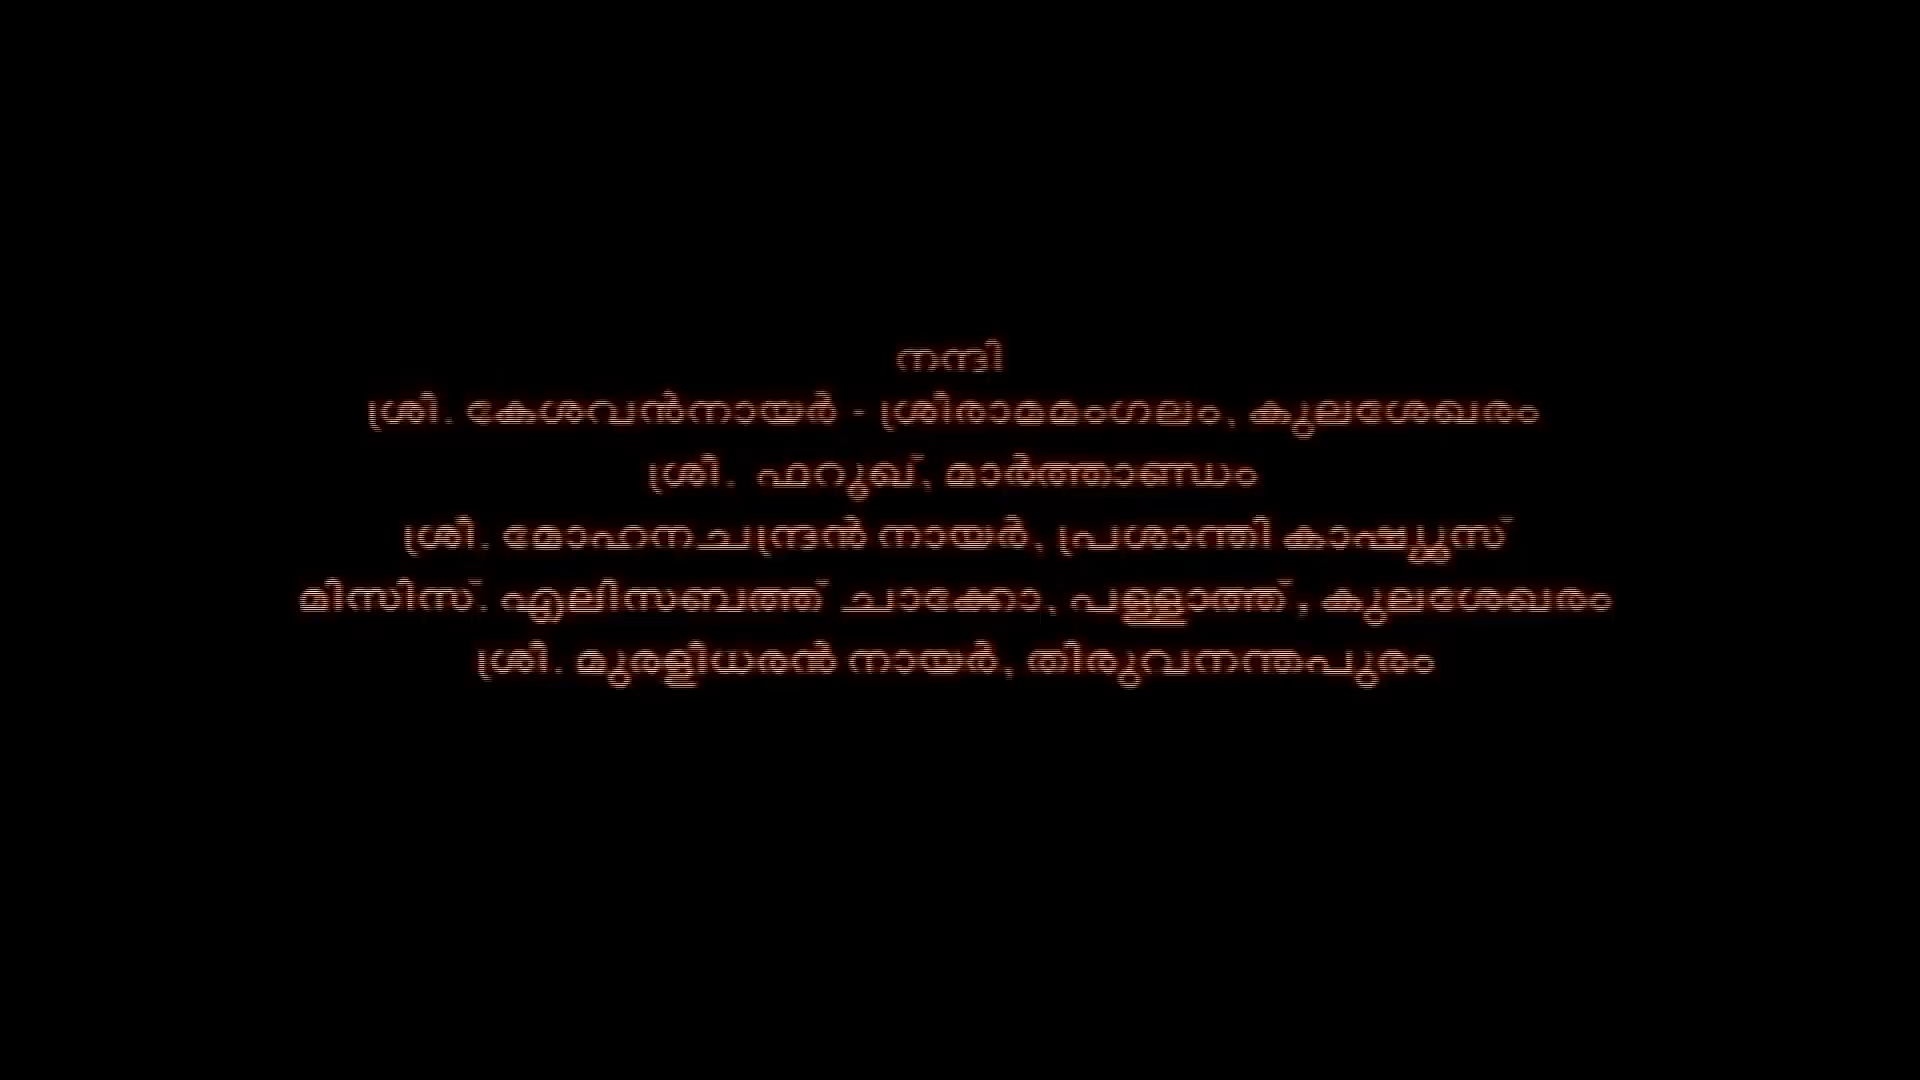 നന്ദി
ശ്രീ. കേശവൻനായർ - ശ്രീരാമമംഗലം, കുലശേഖരം
ശ്രീ. ഫറുഖ്, മാർത്താണ്ഡം
ശ്രീ. മോഹനചന്ദ്രൻ നായർ, പ്രശാന്തി കാഷ്യുസ്
മിസിസ്. എലിസബത്ത് ചാക്കോ, പള്ളാത്ത്, കുലശേഖരം
ശ്രീ. മുരളിധരൻ നായർ, തിരുവനന്തപുരം